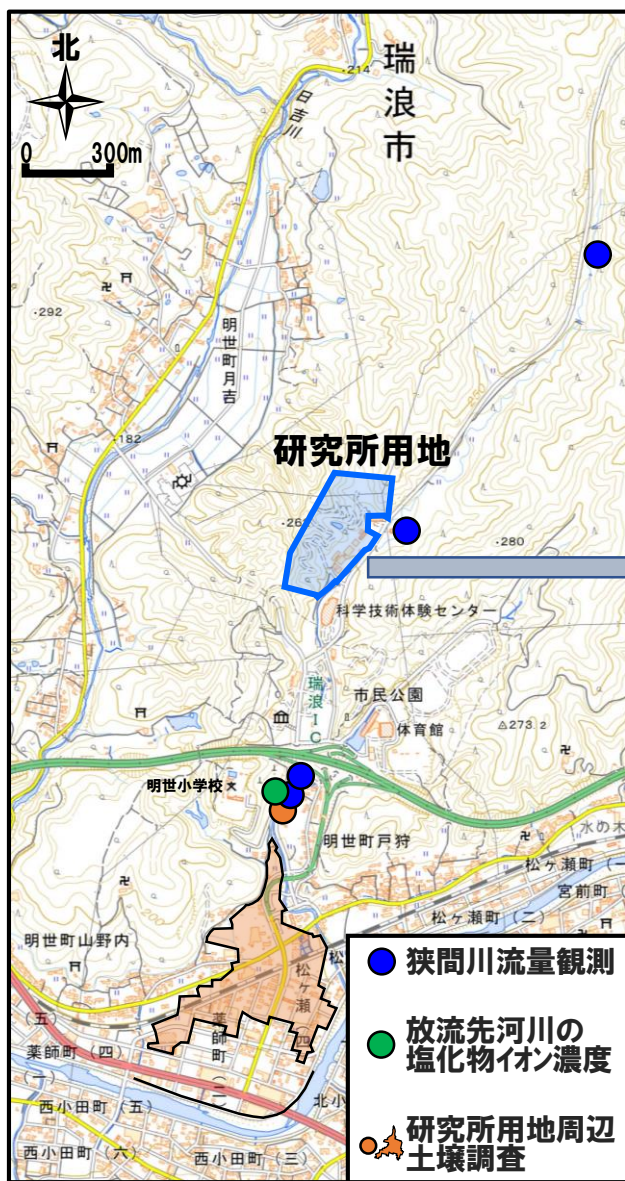 北
0 300m
瑞浪市
・214
日吉川
・292
明世町月吉
・182
200
研究所用地
・280
科学技術体験センター
瑞浪IC
市民公園
体育館
△273.2
明世小学校
明世町戸狩
水の木
松ヶ瀬町(一
宮前町(
松ヶ瀬町(二)
明世町山野内
松ヶ瀬(四
薬師町(二)
(五)
薬師町(四)
北小
西小田町(五)
西小田町(六)
西小田町(三)
狭間川流量観測
放流先河川の
塩化物イオン濃度
研究所用地周辺
土壌調査